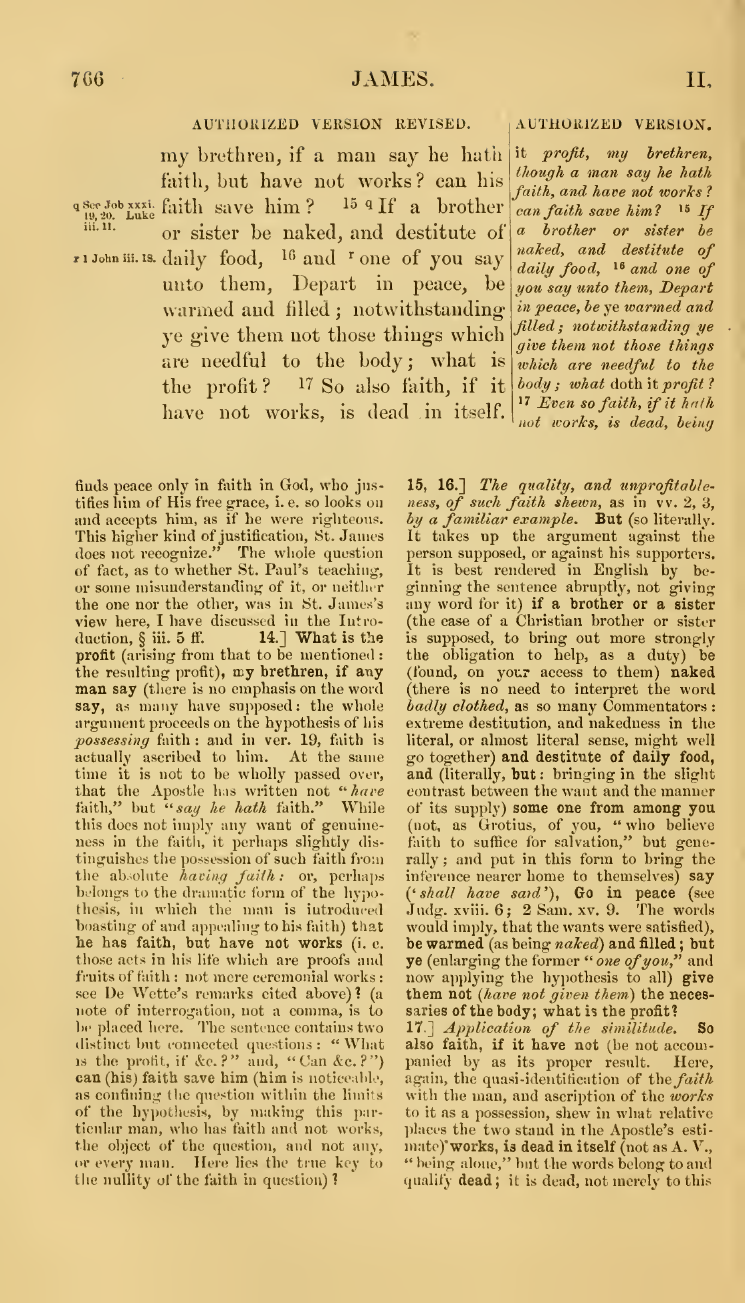 766 JAMES. II.
AUTHORIZED VERSION REVISED.
my brethren, if a man say he hath
faith, but have not works? can his
faith save him? 15 q If a brother
or sister be naked, and destitute of
daily food, 16 and r one of you say
unto them, Depart in peace, be
warmed and filled; notwithstanding
ye give them not those things which
are needful to the body; what is
the profit? 17 So also faith, if it
have not works, is dead in itself.
q See Job xxxi.
19, 20. Luke
iii. 11.
r 1 John iii. 18.
AUTHORIZED VERSION.
it profit, my brethren,
though a man say he hath
faith, and have not works?
can faith save him? 15 If
a brother or sister be
naked, and destitute of
daily food, 16 and one of
you say unto them, Depart
in peace, be ye warmed and
filled; notwithstanding ye
give them not those things
which are needful to the
body; what doth it profit?
17 Even so faith, if it hath
not works, is dead, being
finds peace only in faith in God, who jus-
tifies him of His free grace, i. e. so looks on
and accepts him, as if he were righteous.
This higher kind of justification, St. James
does not recognize." The whole question
of fact, as to whether St. Paul's teaching,
or some misunderstanding of it, or neither
the one nor the other, was in St. James's
view here, I have discussed in the Intro-
duction, § iii. 5 ff. 14.] What is the
profit (arising from that to be mentioned:
the resulting profit), my brethren, if any
man say (there is no emphasis on the word
say, as many have supposed: the whole
argument proceeds on the hypothesis of his
possessing faith: and in ver. 19, faith is
actually ascribed to him. At the same
time it is not to be wholly passed over,
that the Apostle has written not "have
faith," but "say he hath faith." While
this does not imply any want of genuine-
ness in the faith, it perhaps slightly dis-
tinguishes the possession of such faith from
the absolute having faith: or, perhaps
belongs to the dramatic form of the hypo-
thesis, in which the man is introduced
boasting of and appealing to his faith) that
he has faith, but have not works (i. e.
those acts in his life which are proofs and
fruits of faith: not mere ceremonial works:
see De Wette's remarks cited above)? (a
note of interrogation, not a comma, is to
be placed here. The sentence contains two
distinct but connected questions: "What
is the profit, if &c.?" and, "Can &c.?")
can (his) faith save him (him is noticeable,
as confining the question within the limits
of the hypothesis, by making this par-
ticular man, who has faith and not works,
the object of the question, and not any,
or every man. Here lies the true key to
the nullity of the faith in question)?
15, 16.] The quality, and unprofitable-
ness, of such faith shewn, as in vv. 2, 3,
by a familiar example. But (so literally.
It takes up the argument against the
person supposed, or against his supporters.
It is best rendered in English by be-
ginning the sentence abruptly, not giving
any word for it) if a brother or a sister
(the case of a Christian brother or sister
is supposed, to bring out more strongly
the obligation to help, as a duty) be
(found, on your access to them) naked
(there is no need to interpret the word
badly clothed, as so many Commentators:
extreme destitution, and nakedness in the
literal, or almost literal sense, might well
go together) and destitute of daily food,
and (literally, but: bringing in the slight
contrast between the want and the manner
of its supply) some one from among you
(not, as Grotius, of you, "who believe
faith to suffice for salvation," but gene-
rally; and put in this form to bring the
inference nearer home to themselves) say
('shall have said'), Go in peace (see
Judg. xviii. 6; 2 Sam. xv. 9. The words
would imply, that the wants were satisfied),
be warmed (as being naked) and filled; but
ye (enlarging the former "one of you," and
now applying the hypothesis to all) give
them not (have not given them) the neces-
saries of the body; what is the profit?
17.] Application of the similitude. So
also faith, if it have not (be not accom-
panied by as its proper result. Here,
again, the quasi-identification of the faith
with the man, and ascription of the works
to it as a possession, shew in what relative
places the two stand in the Apostle's esti-
mate) works, is dead in itself (not as A. V.,
"being alone," but the words belong to and
qualify dead; it is dead, not merely to this